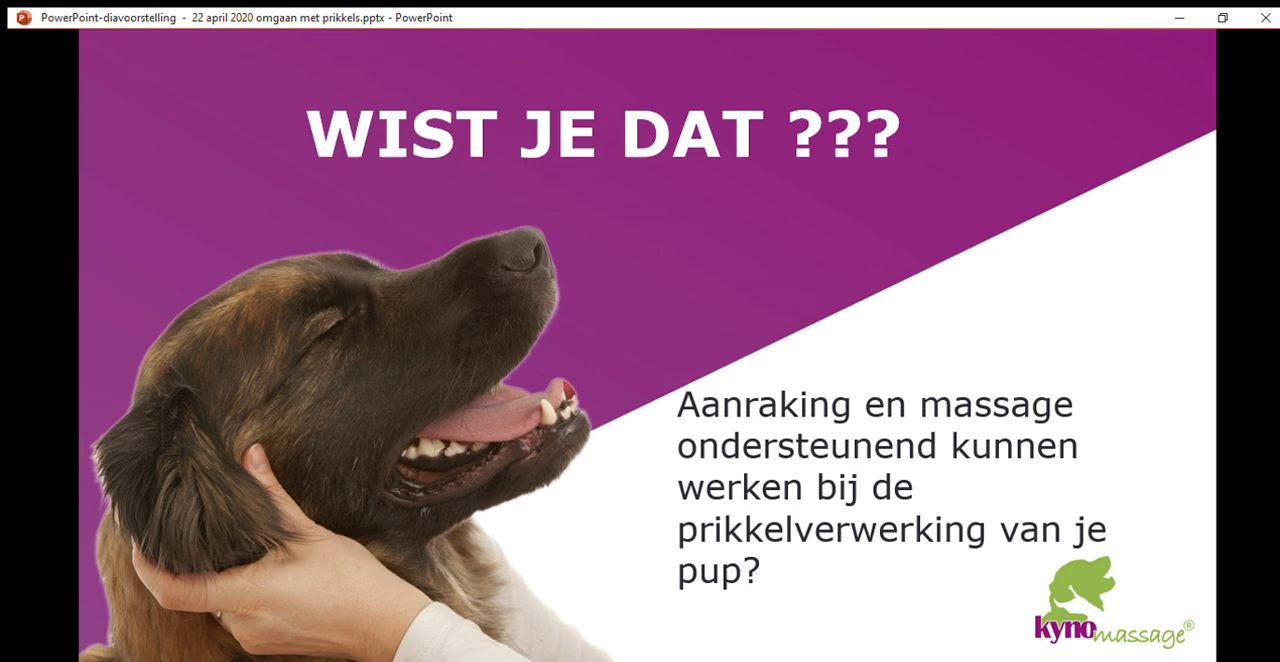 PowerPoint-diavoorstelling - 22 april 2020 omgaan met prikkels.pptx - PowerPoint
WIST JE DAT ???
Aanraking en massage
ondersteunend kunnen
werken bij de
prikkelverwerking van je
pup?
kynomassage®